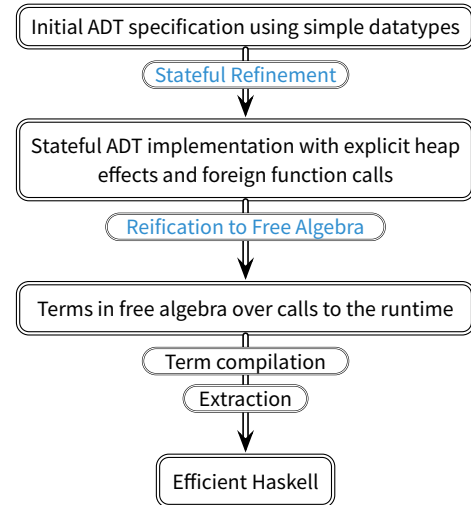 Initial ADT specification using simple datatypes
Stateful Refinement
Stateful ADT implementation with explicit heap
effects and foreign function calls
Reification to Free Algebra
Terms in free algebra over calls to the runtime
Term compilation
Extraction
Efficient Haskell